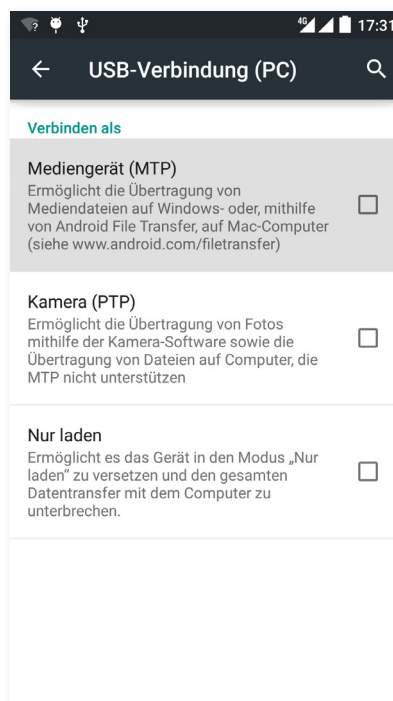 4G 17:31
USB-Verbindung (PC)
Verbinden als
Mediengerät (MTP)
Ermöglicht die Übertragung von
Mediendateien auf Windows- oder, mithilfe
von Android File Transfer, auf Mac-Computer
(siehe www.android.com/filetransfer)
Kamera (PTP)
Ermöglicht die Übertragung von Fotos
mithilfe der Kamera-Software sowie die
Übertragung von Dateien auf Computer, die
MTP nicht unterstützen
Nur laden
Ermöglicht es das Gerät in den Modus „Nur
laden“ zu versetzen und den gesamten
Datentransfer mit dem Computer zu
unterbrechen.